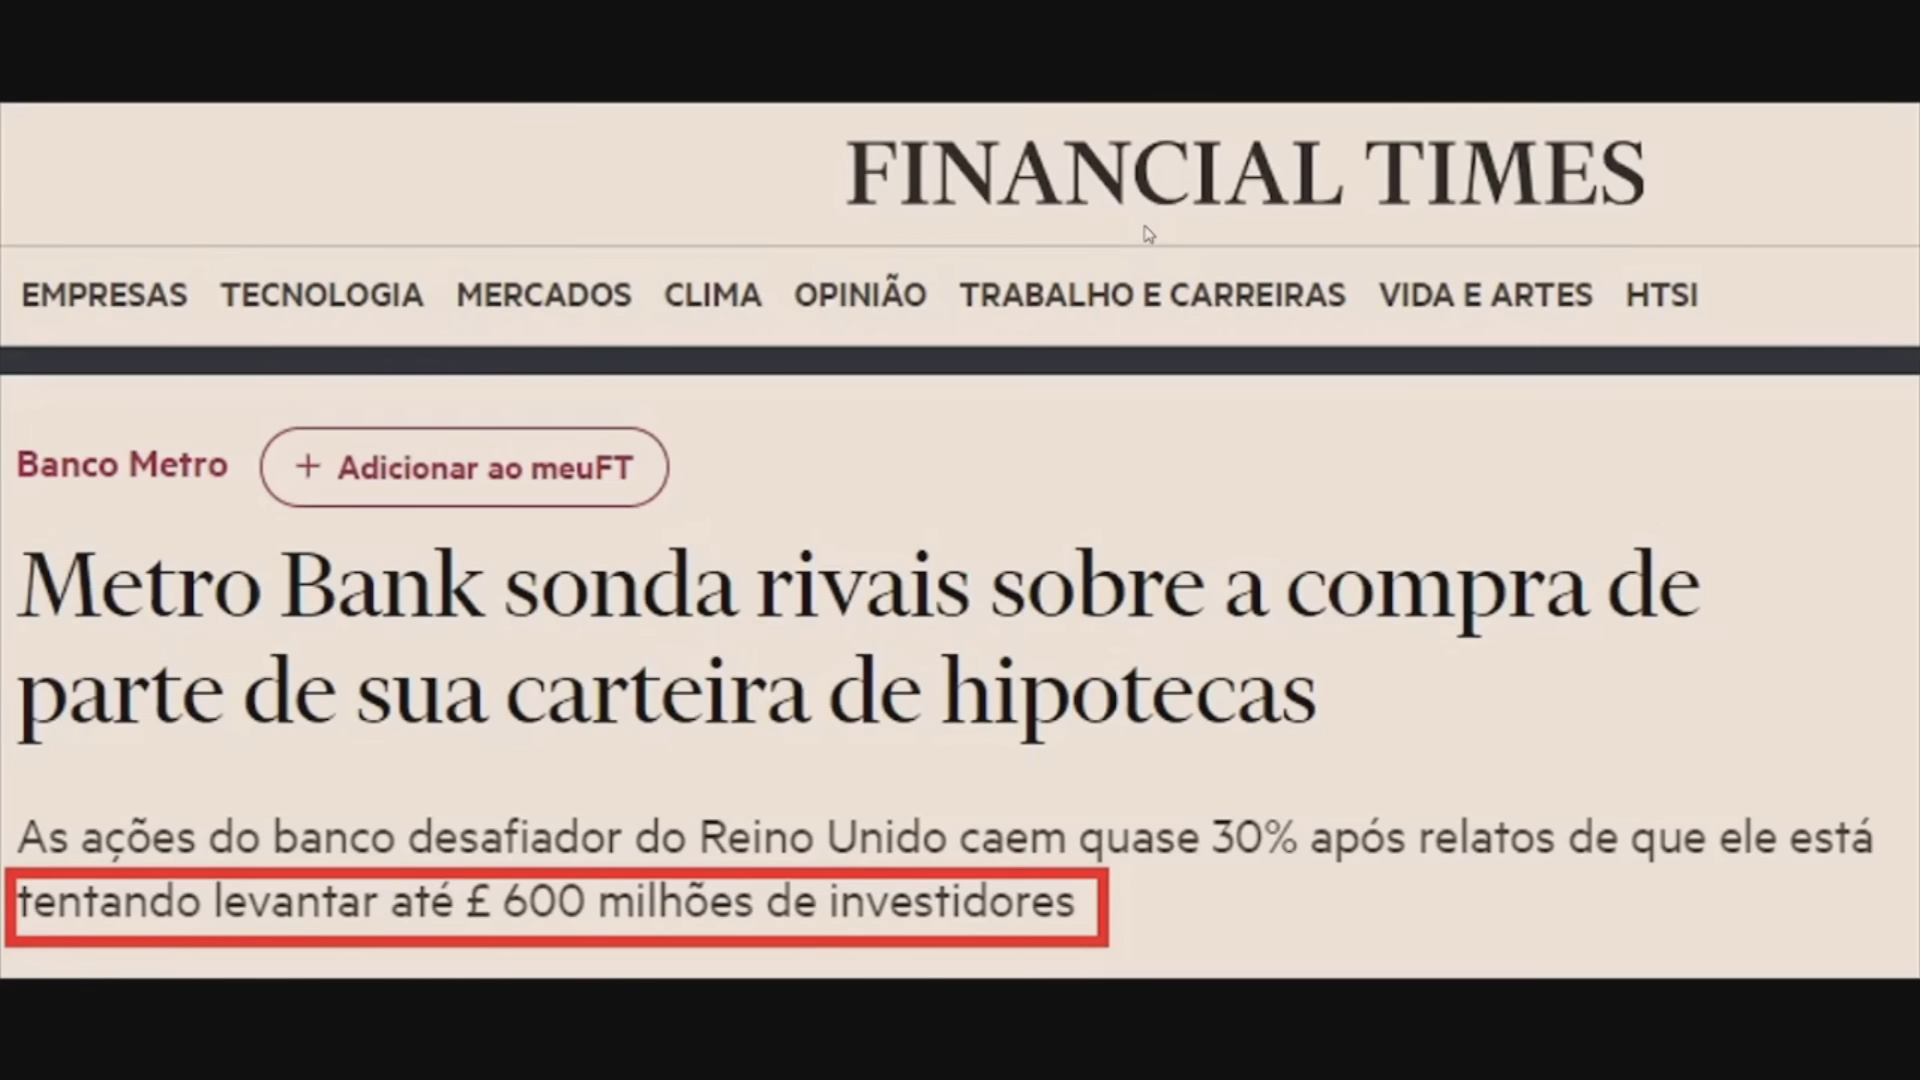 FINANCIAL TIMES
EMPRESAS TECNOLOGIA MERCADOS CLIMA OPINIÃO TRABALHO E CARREIRAS VIDA E ARTES HTSI
Banco Metro + Adicionar ao meuFT
Metro Bank sonda rivais sobre a compra de
parte de sua carteira de hipotecas
As ações do banco desafiador do Reino Unido caem quase 30% após relatos de que ele está
tentando levantar até £ 600 milhões de investidores